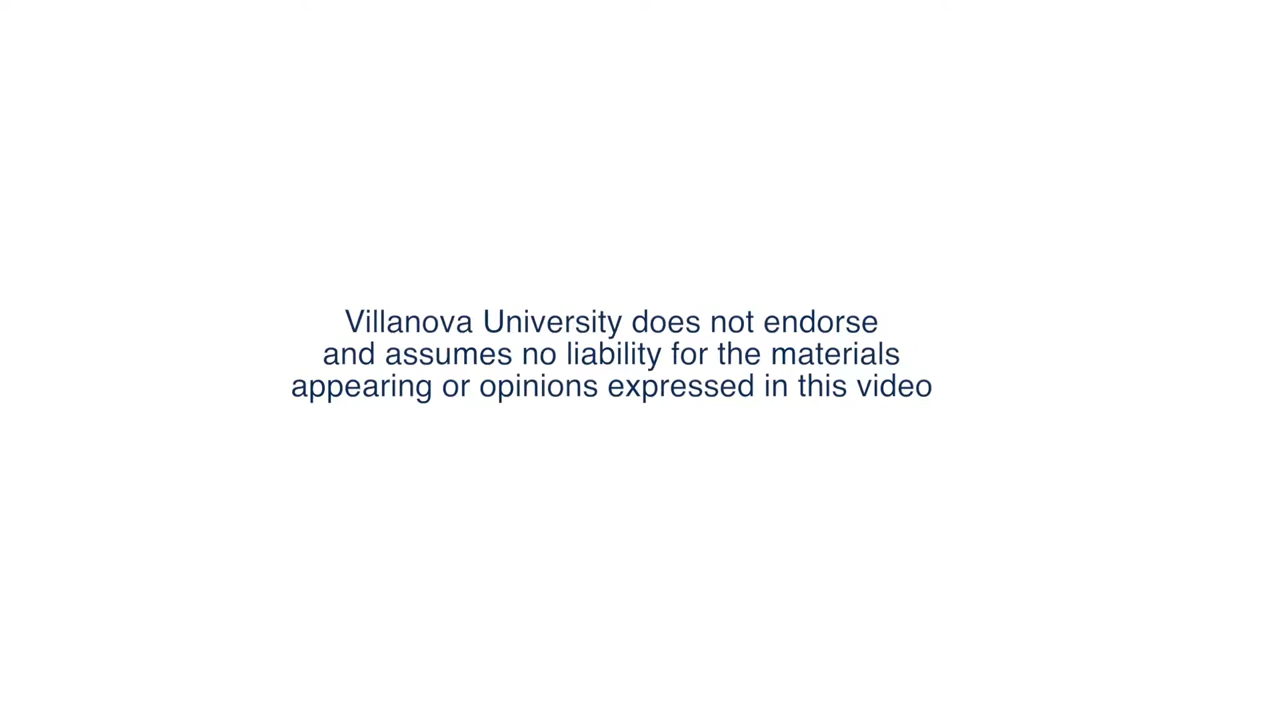 Villanova University does not endorse
and assumes no liability for the materials
appearing or opinions expressed in this video